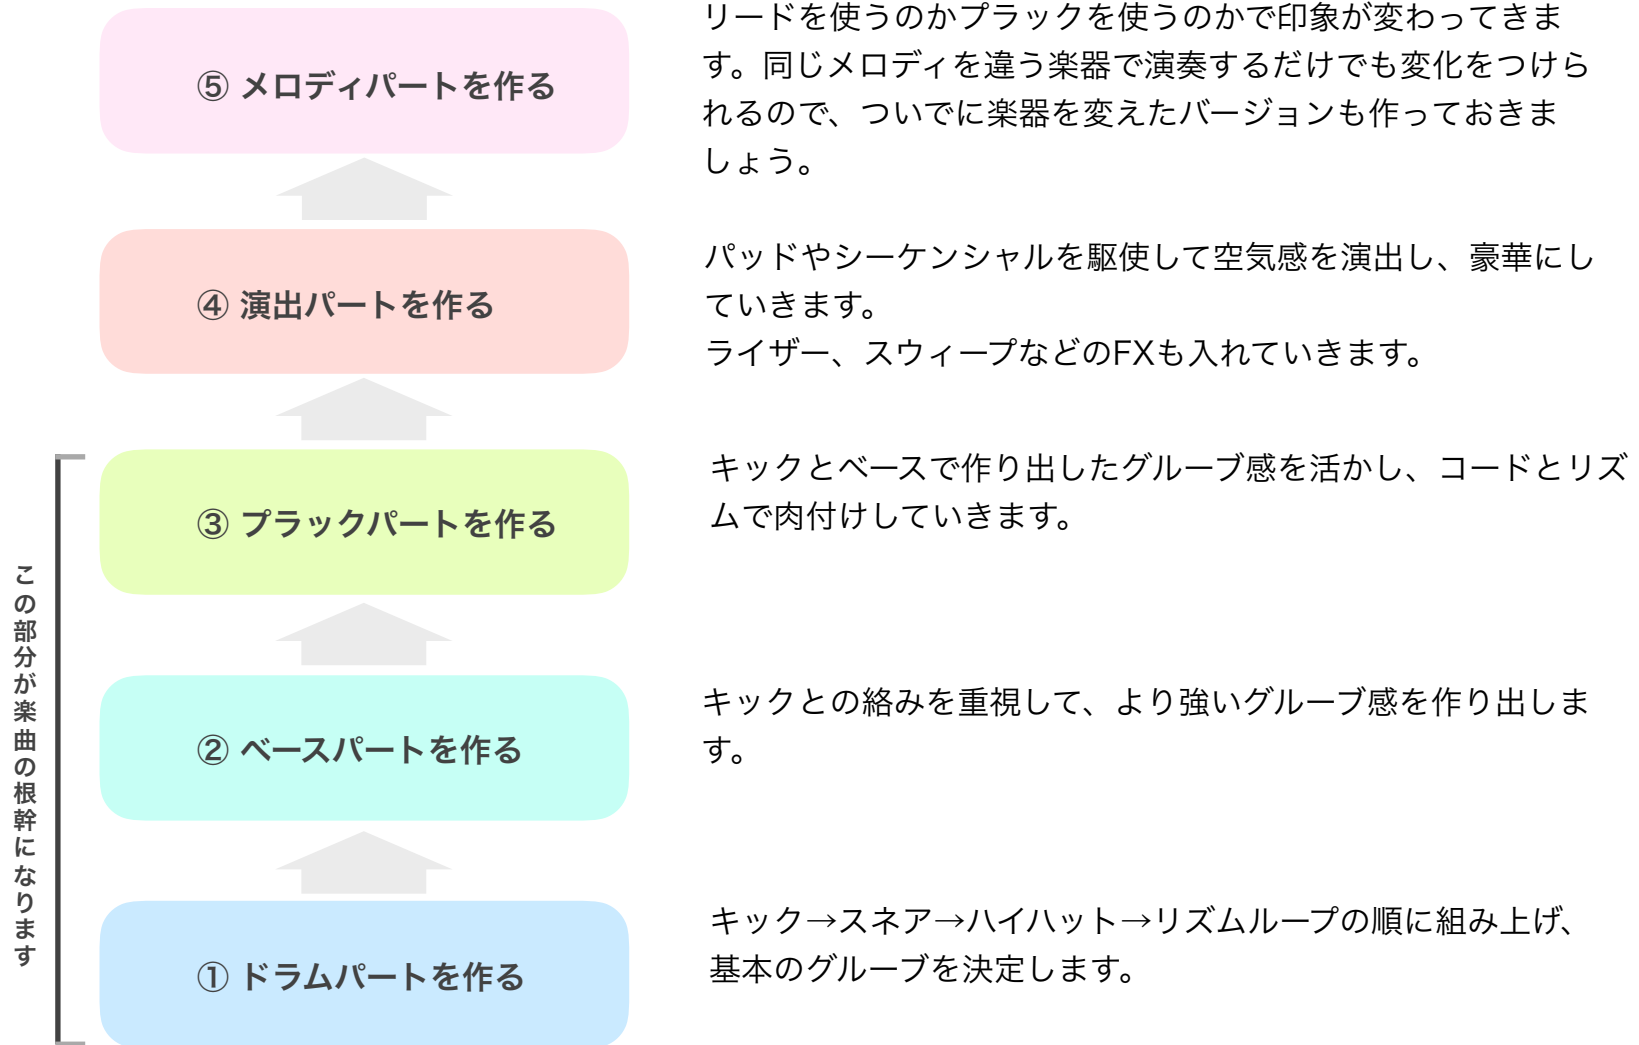 ⑤ メロディパートを作る
リードを使うのかプラックを使うのかで印象が変わってきま
す。同じメロディを違う楽器で演奏するだけでも変化をつけら
れるので、ついでに楽器を変えたバージョンも作っておきま
しょう。
④ 演出パートを作る
パッドやシーケンシャルを駆使して空気感を演出し、豪華にし
ていきます。
ライザー、スウィープなどのFXも入れていきます。
③ プラックパートを作る
キックとベースで作り出したグルーブ感を活かし、コードとリズ
ムで肉付けしていきます。
② ベースパートを作る
キックとの絡みを重視して、より強いグルーブ感を作り出しま
す。
① ドラムパートを作る
キック→スネア→ハイハット→リズムループの順に組み上げ、
基本のグルーブを決定します。
この部分が楽曲の根幹になります